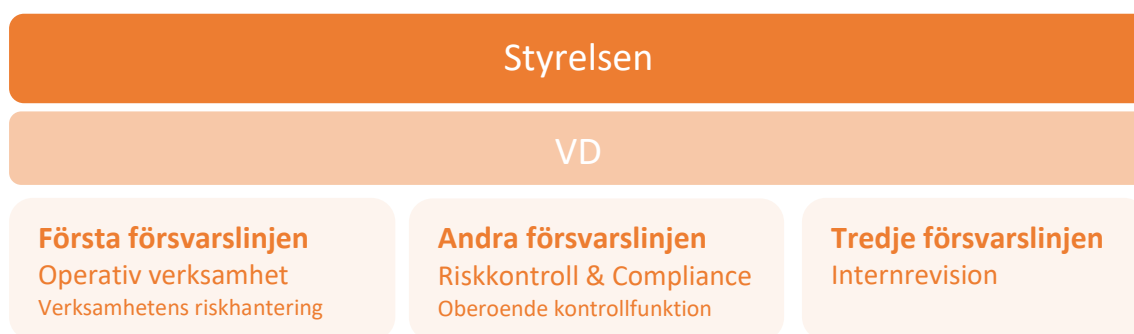 Styrelsen
VD
Första försvarslinjen
Operativ verksamhet
Verksamhetens riskhantering
Andra försvarslinjen
Riskkontroll & Compliance
Oberoende kontrollfunktion
Tredje försvarslinjen
Internrevision